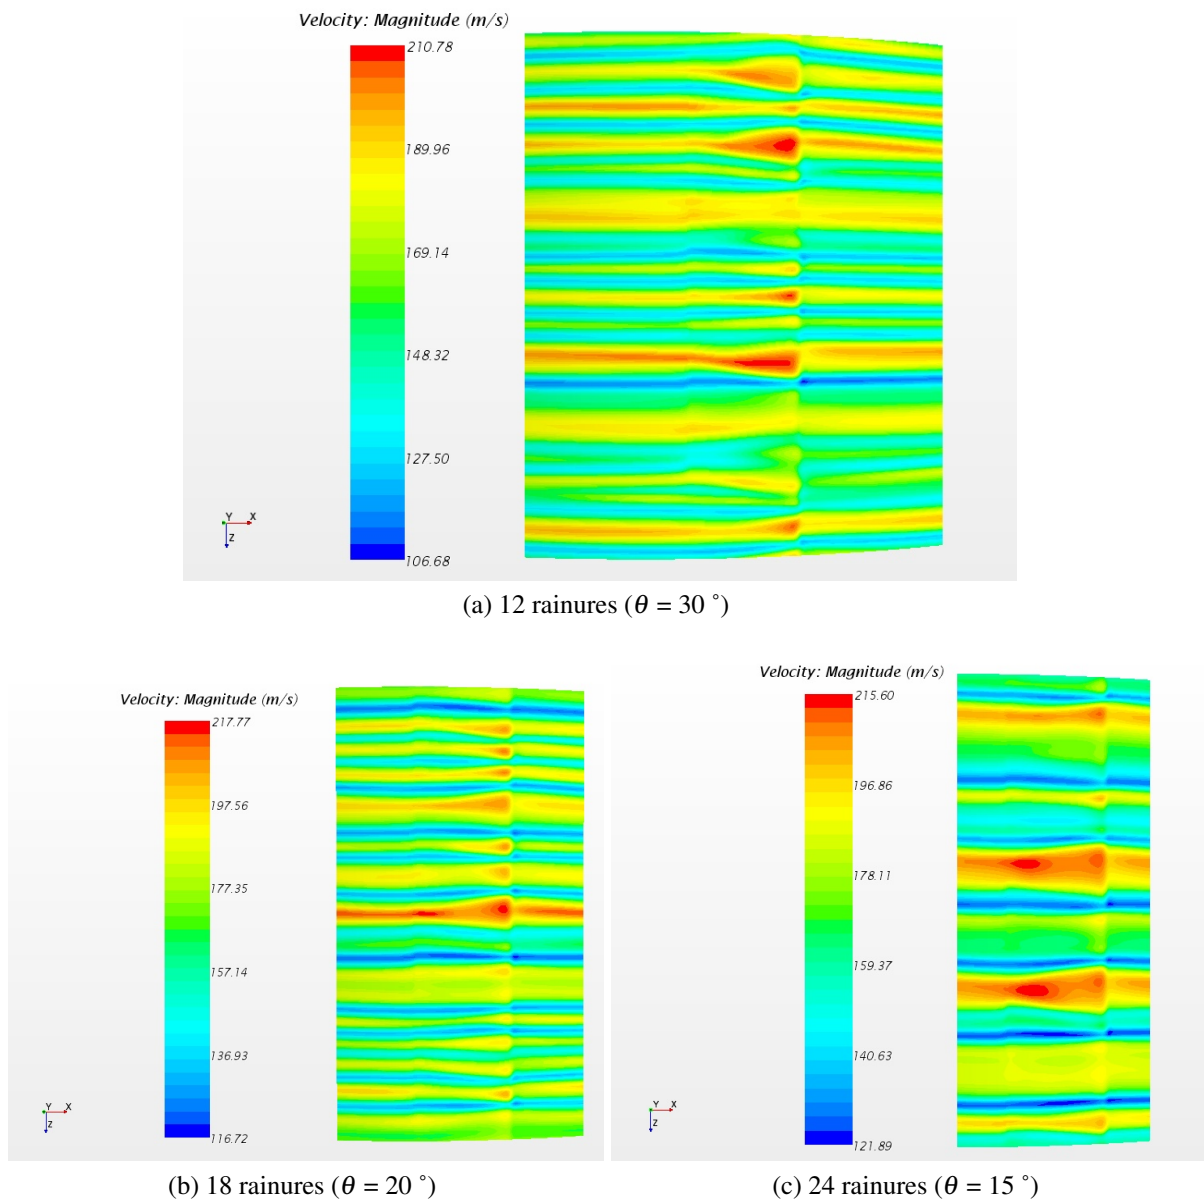 Velocity: Magnitude (m/s)
210.78
189.96
169.14
148.32
127.50
106.68
Y X
Z
(a) 12 rainures (θ = 30 °)
Velocity: Magnitude (m/s)
217.77
197.56
177.35
157.14
136.93
116.72
Y X
Z
(b) 18 rainures (θ = 20 °)
Velocity: Magnitude (m/s)
215.60
196.86
178.11
159.37
140.63
121.89
Y X
Z
(c) 24 rainures (θ = 15 °)